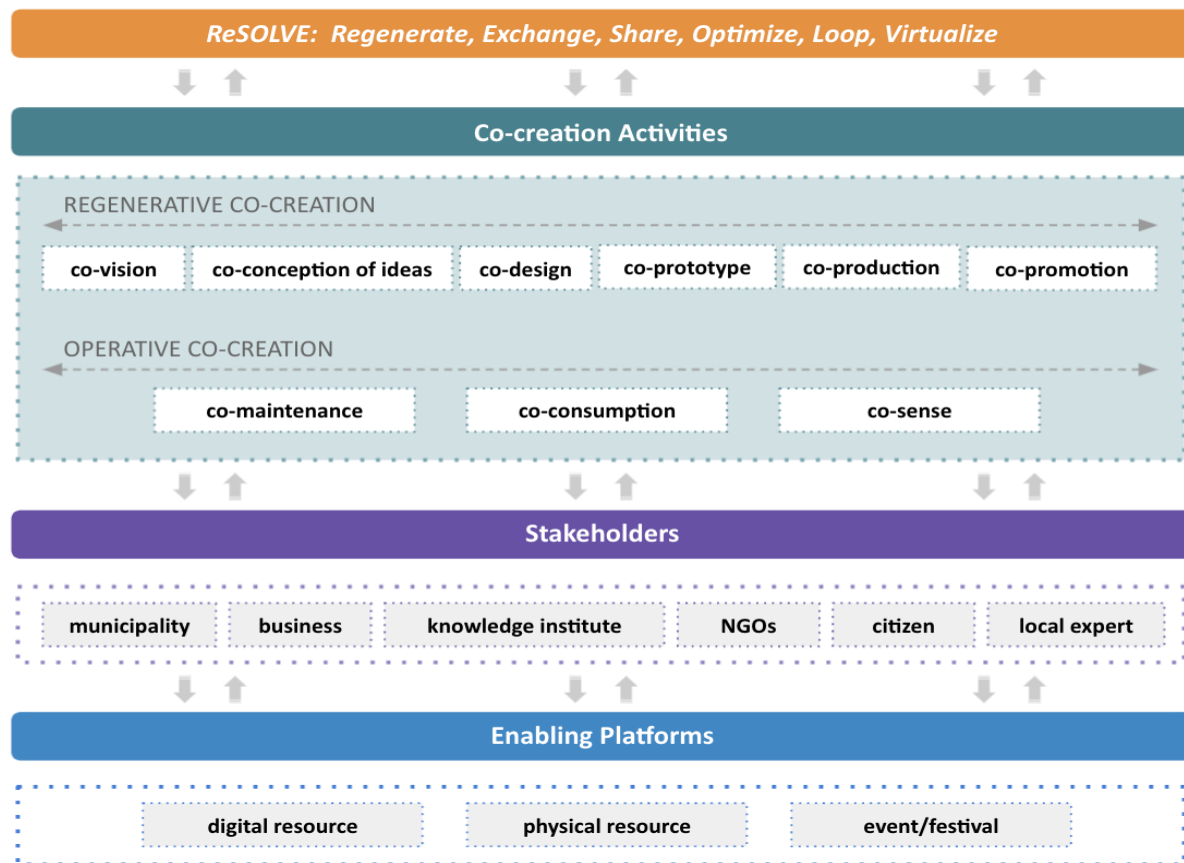 ReSOLVE: Regenerate, Exchange, Share, Optimize, Loop, Virtualize
Co-creation Activities
REGENERATIVE CO-CREATION
co-vision co-conception of ideas co-design co-prototype co-production co-promotion
OPERATIVE CO-CREATION
co-maintenance co-consumption co-sense
Stakeholders
municipality business knowledge institute NGOs citizen local expert
Enabling Platforms
digital resource physical resource event/festival